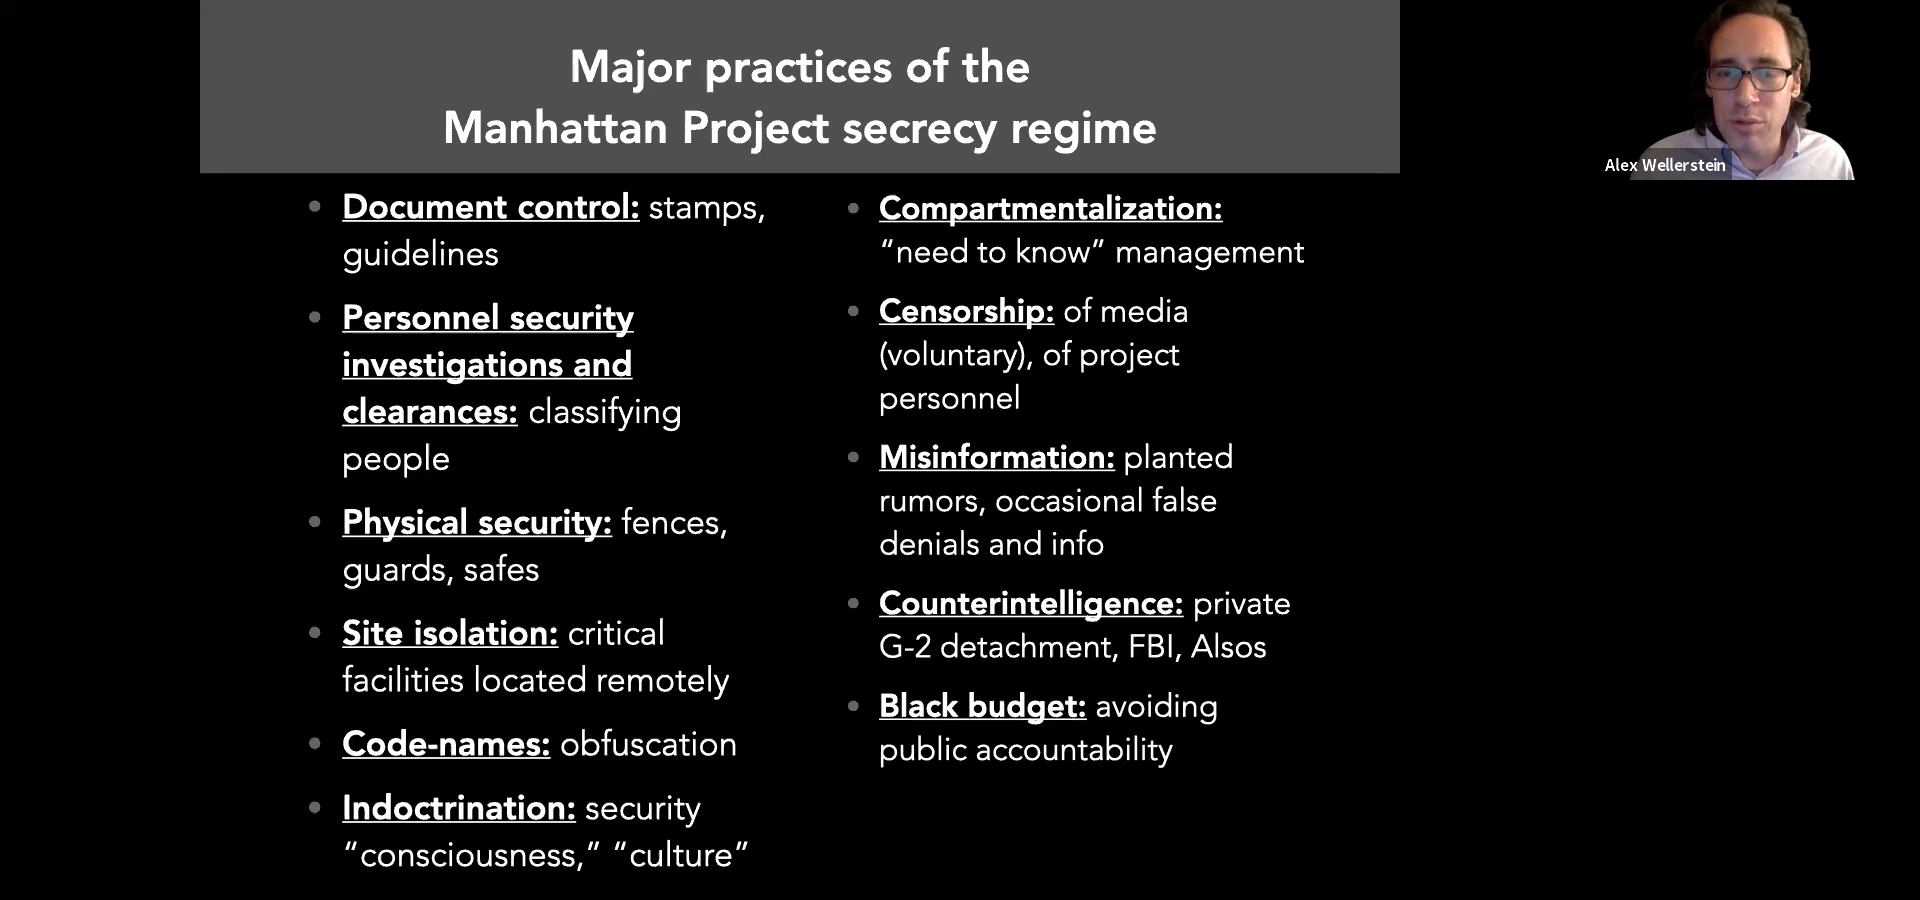 Major practices of the
Manhattan Project secrecy regime
• Document control: stamps,
guidelines
• Personnel security
investigations and
clearances: classifying
people
• Physical security: fences,
guards, safes
• Site isolation: critical
facilities located remotely
• Code-names: obfuscation
• Indoctrination: security
“consciousness,” “culture”
• Compartmentalization:
“need to know” management
• Censorship: of media
(voluntary), of project
personnel
• Misinformation: planted
rumors, occasional false
denials and info
• Counterintelligence: private
G-2 detachment, FBI, Alsos
• Black budget: avoiding
public accountability
Alex Wellerstein